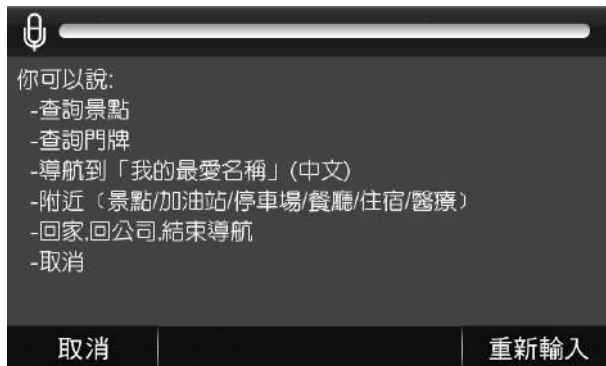 你可以說:
-查詢景點
-查詢門牌
-導航到「我的最愛名稱」(中文)
-附近（景點/加油站/停車場/餐廳/住宿/醫療）
-回家,回公司,結束導航
-取消
取消
重新輸入